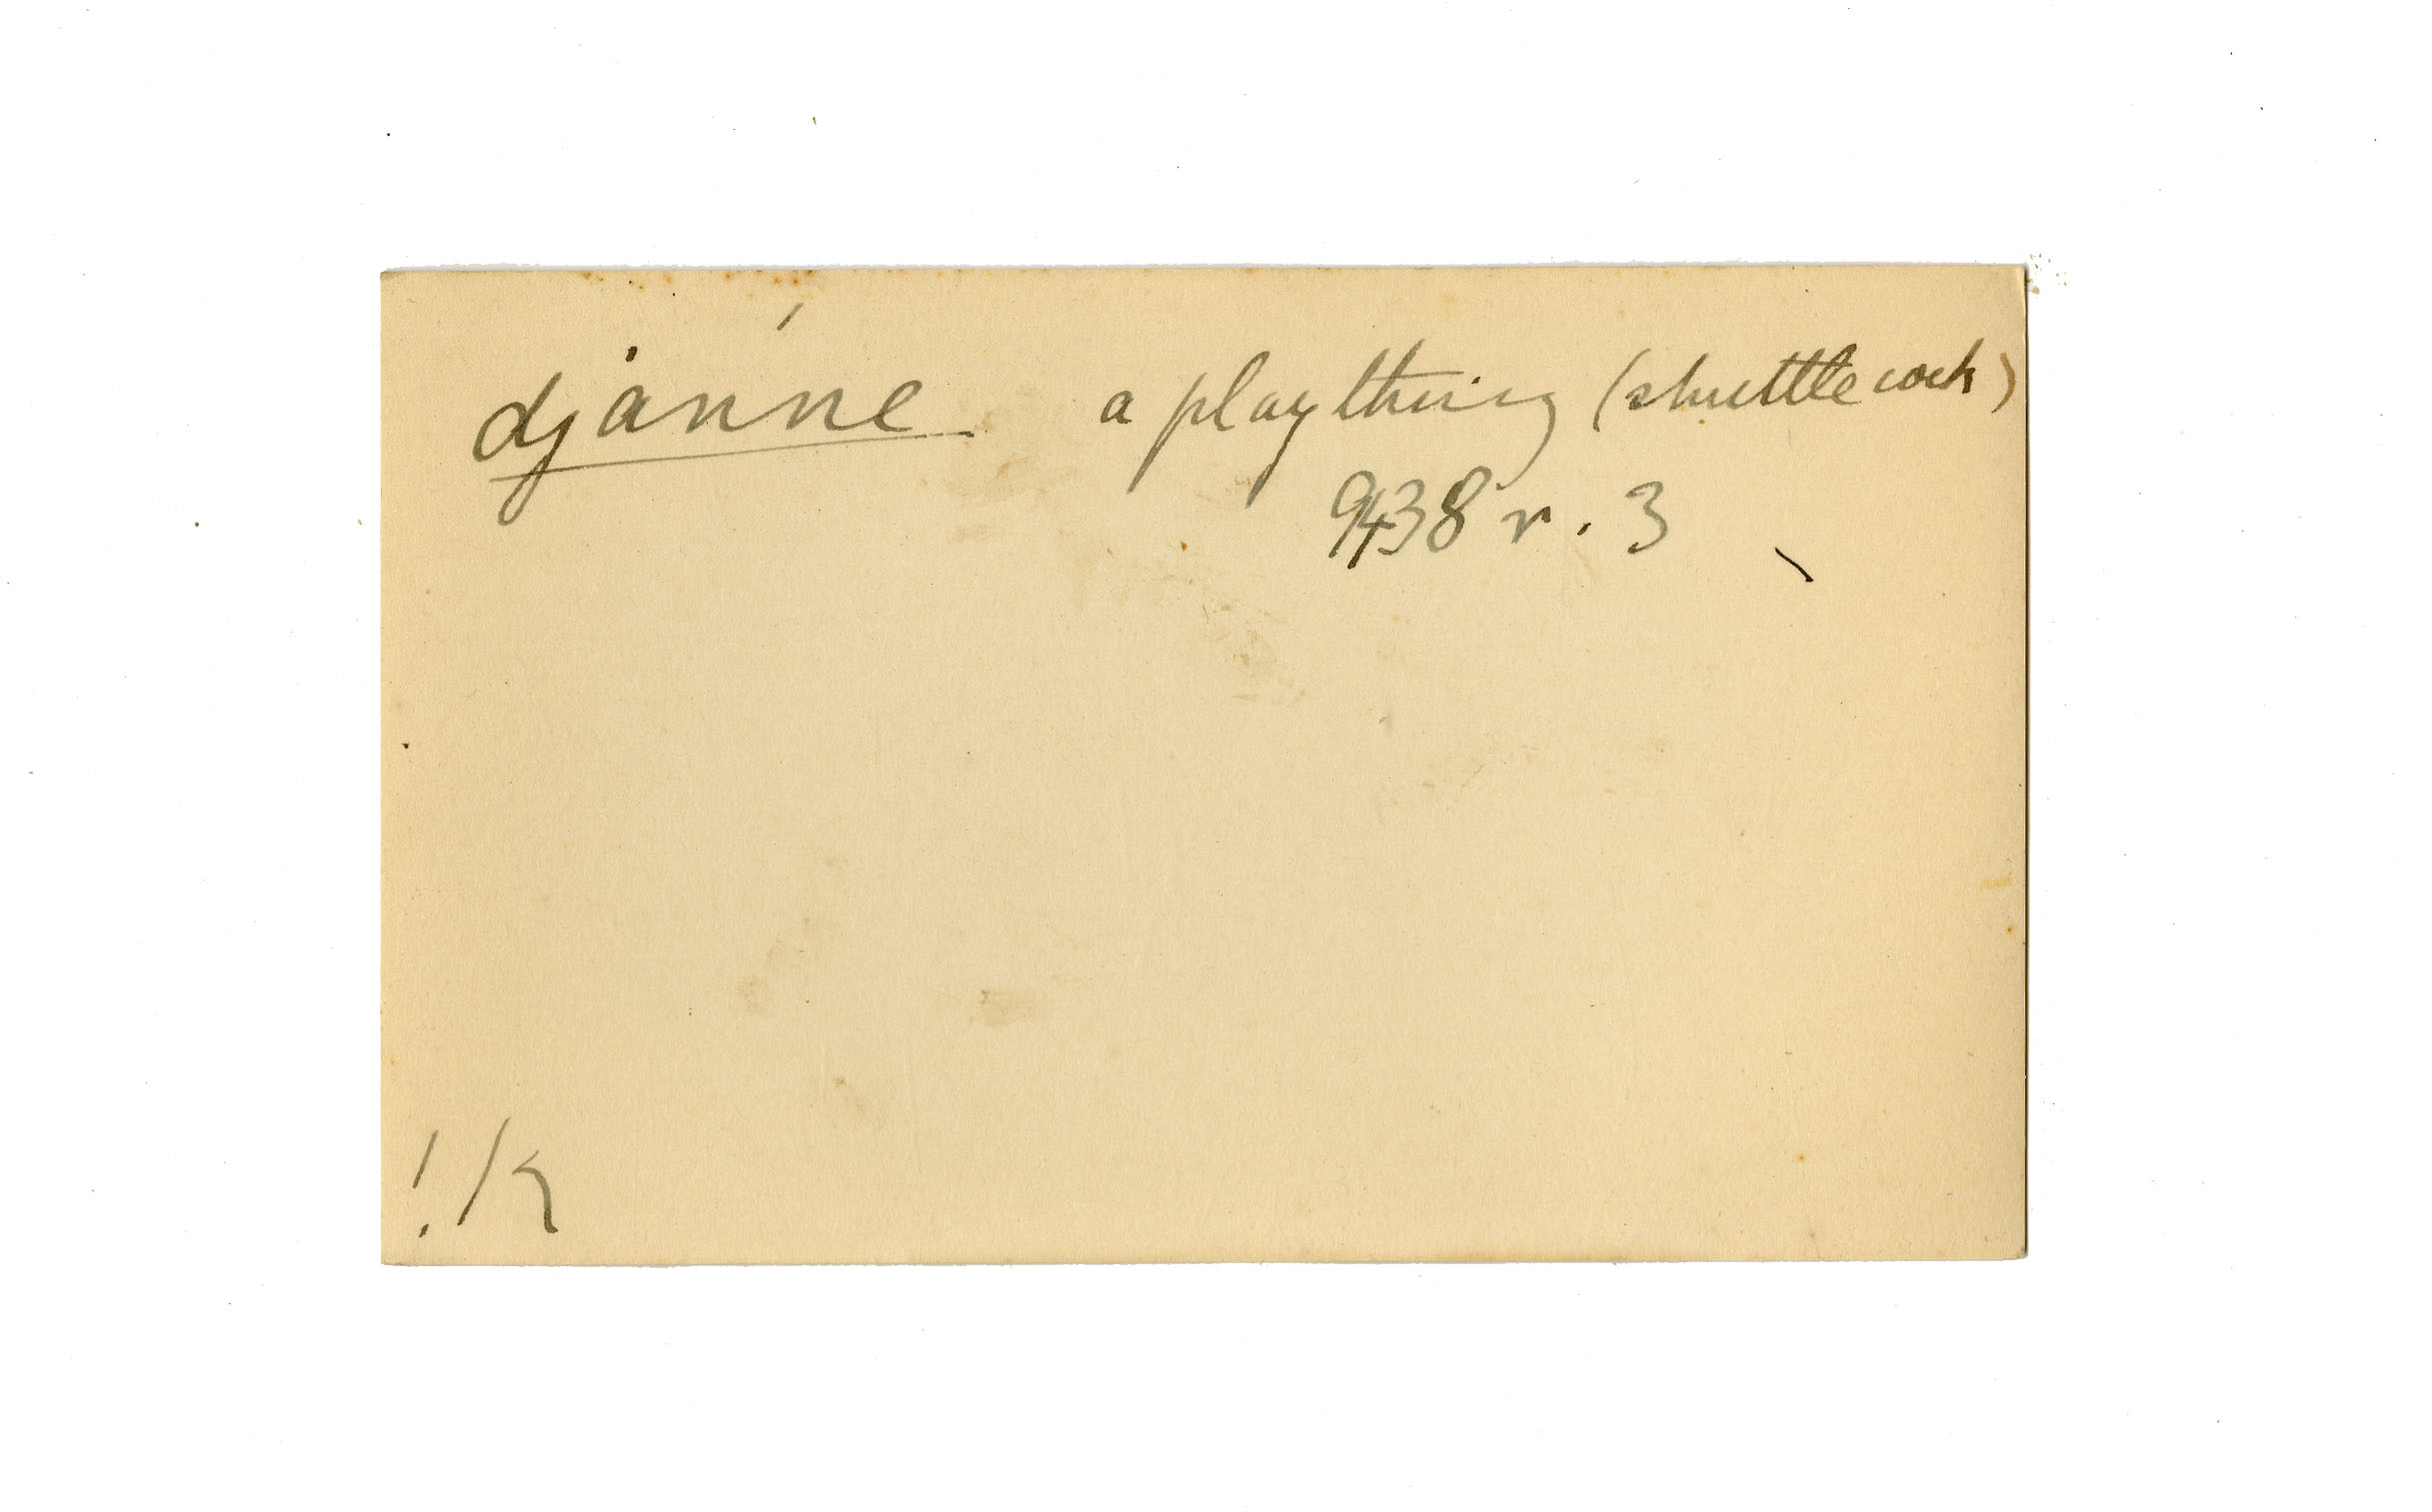 djánne a plaything (shuttlecock)
9438 r. 3
!k